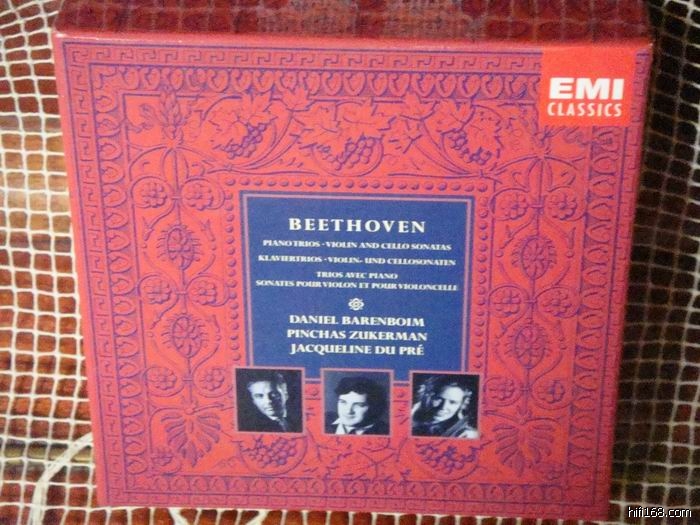 EMI
CLASSICS
BEETHOVEN
PIANO TRIOS · VIOLIN AND CELLO SONATAS
KLAVIERTRIOS · VIOLIN- UND CELLOSONATEN
TRIOS AVEC PIANO
SONATES POUR VIOLON ET POUR VIOLONCELLE
DANIEL BARENBOIM
PINCHAS ZUKERMAN
JACQUELINE DU PRÉ
hifi168.com